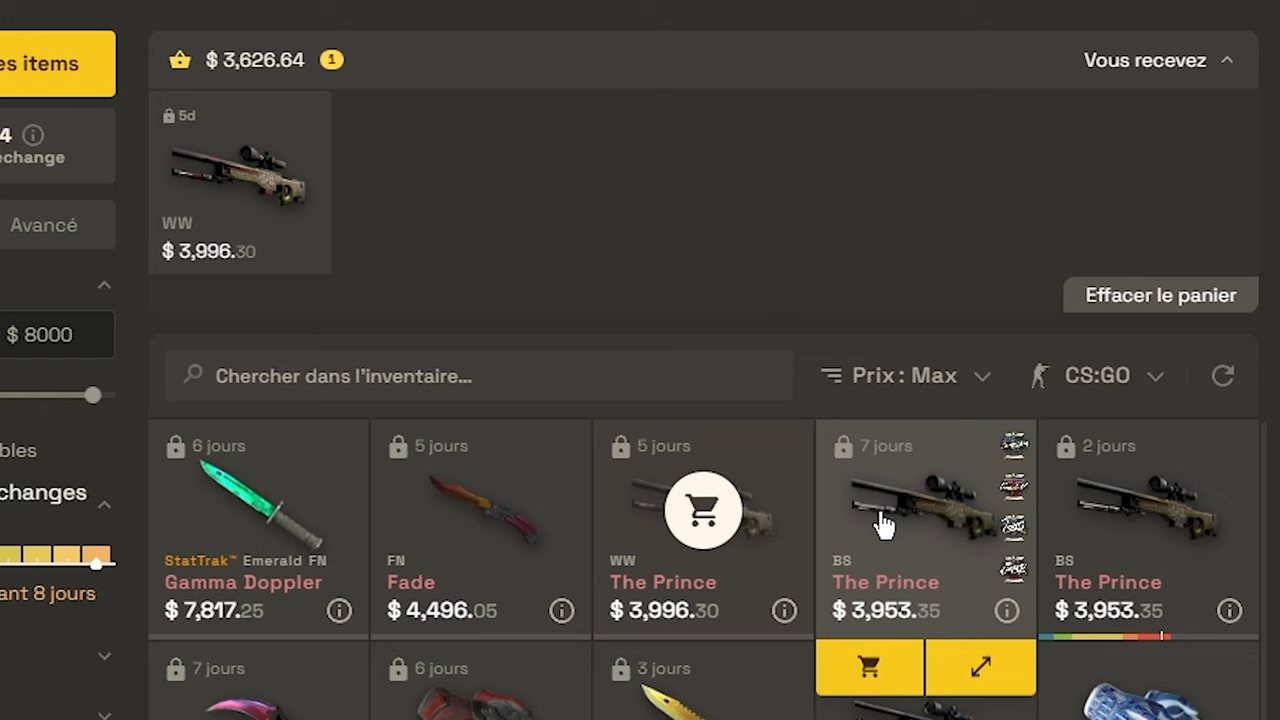 es items
$ 3,626.64 1 Vous recevez
4
échange
5d
WW
$ 3,996.30
Avancé
Effacer le panier
$ 8000
Chercher dans l'inventaire... Prix : Max CS:GO
bles
changes
ant 8 jours
6 jours
StatTrak™ Emerald FN
Gamma Doppler
$ 7,817.25
5 jours
FN
Fade
$ 4,496.05
5 jours
WW
The Prince
$ 3,996.30
7 jours
BS
The Prince
$ 3,953.35
2 jours
BS
The Prince
$ 3,953.35
7 jours
6 jours
3 jours